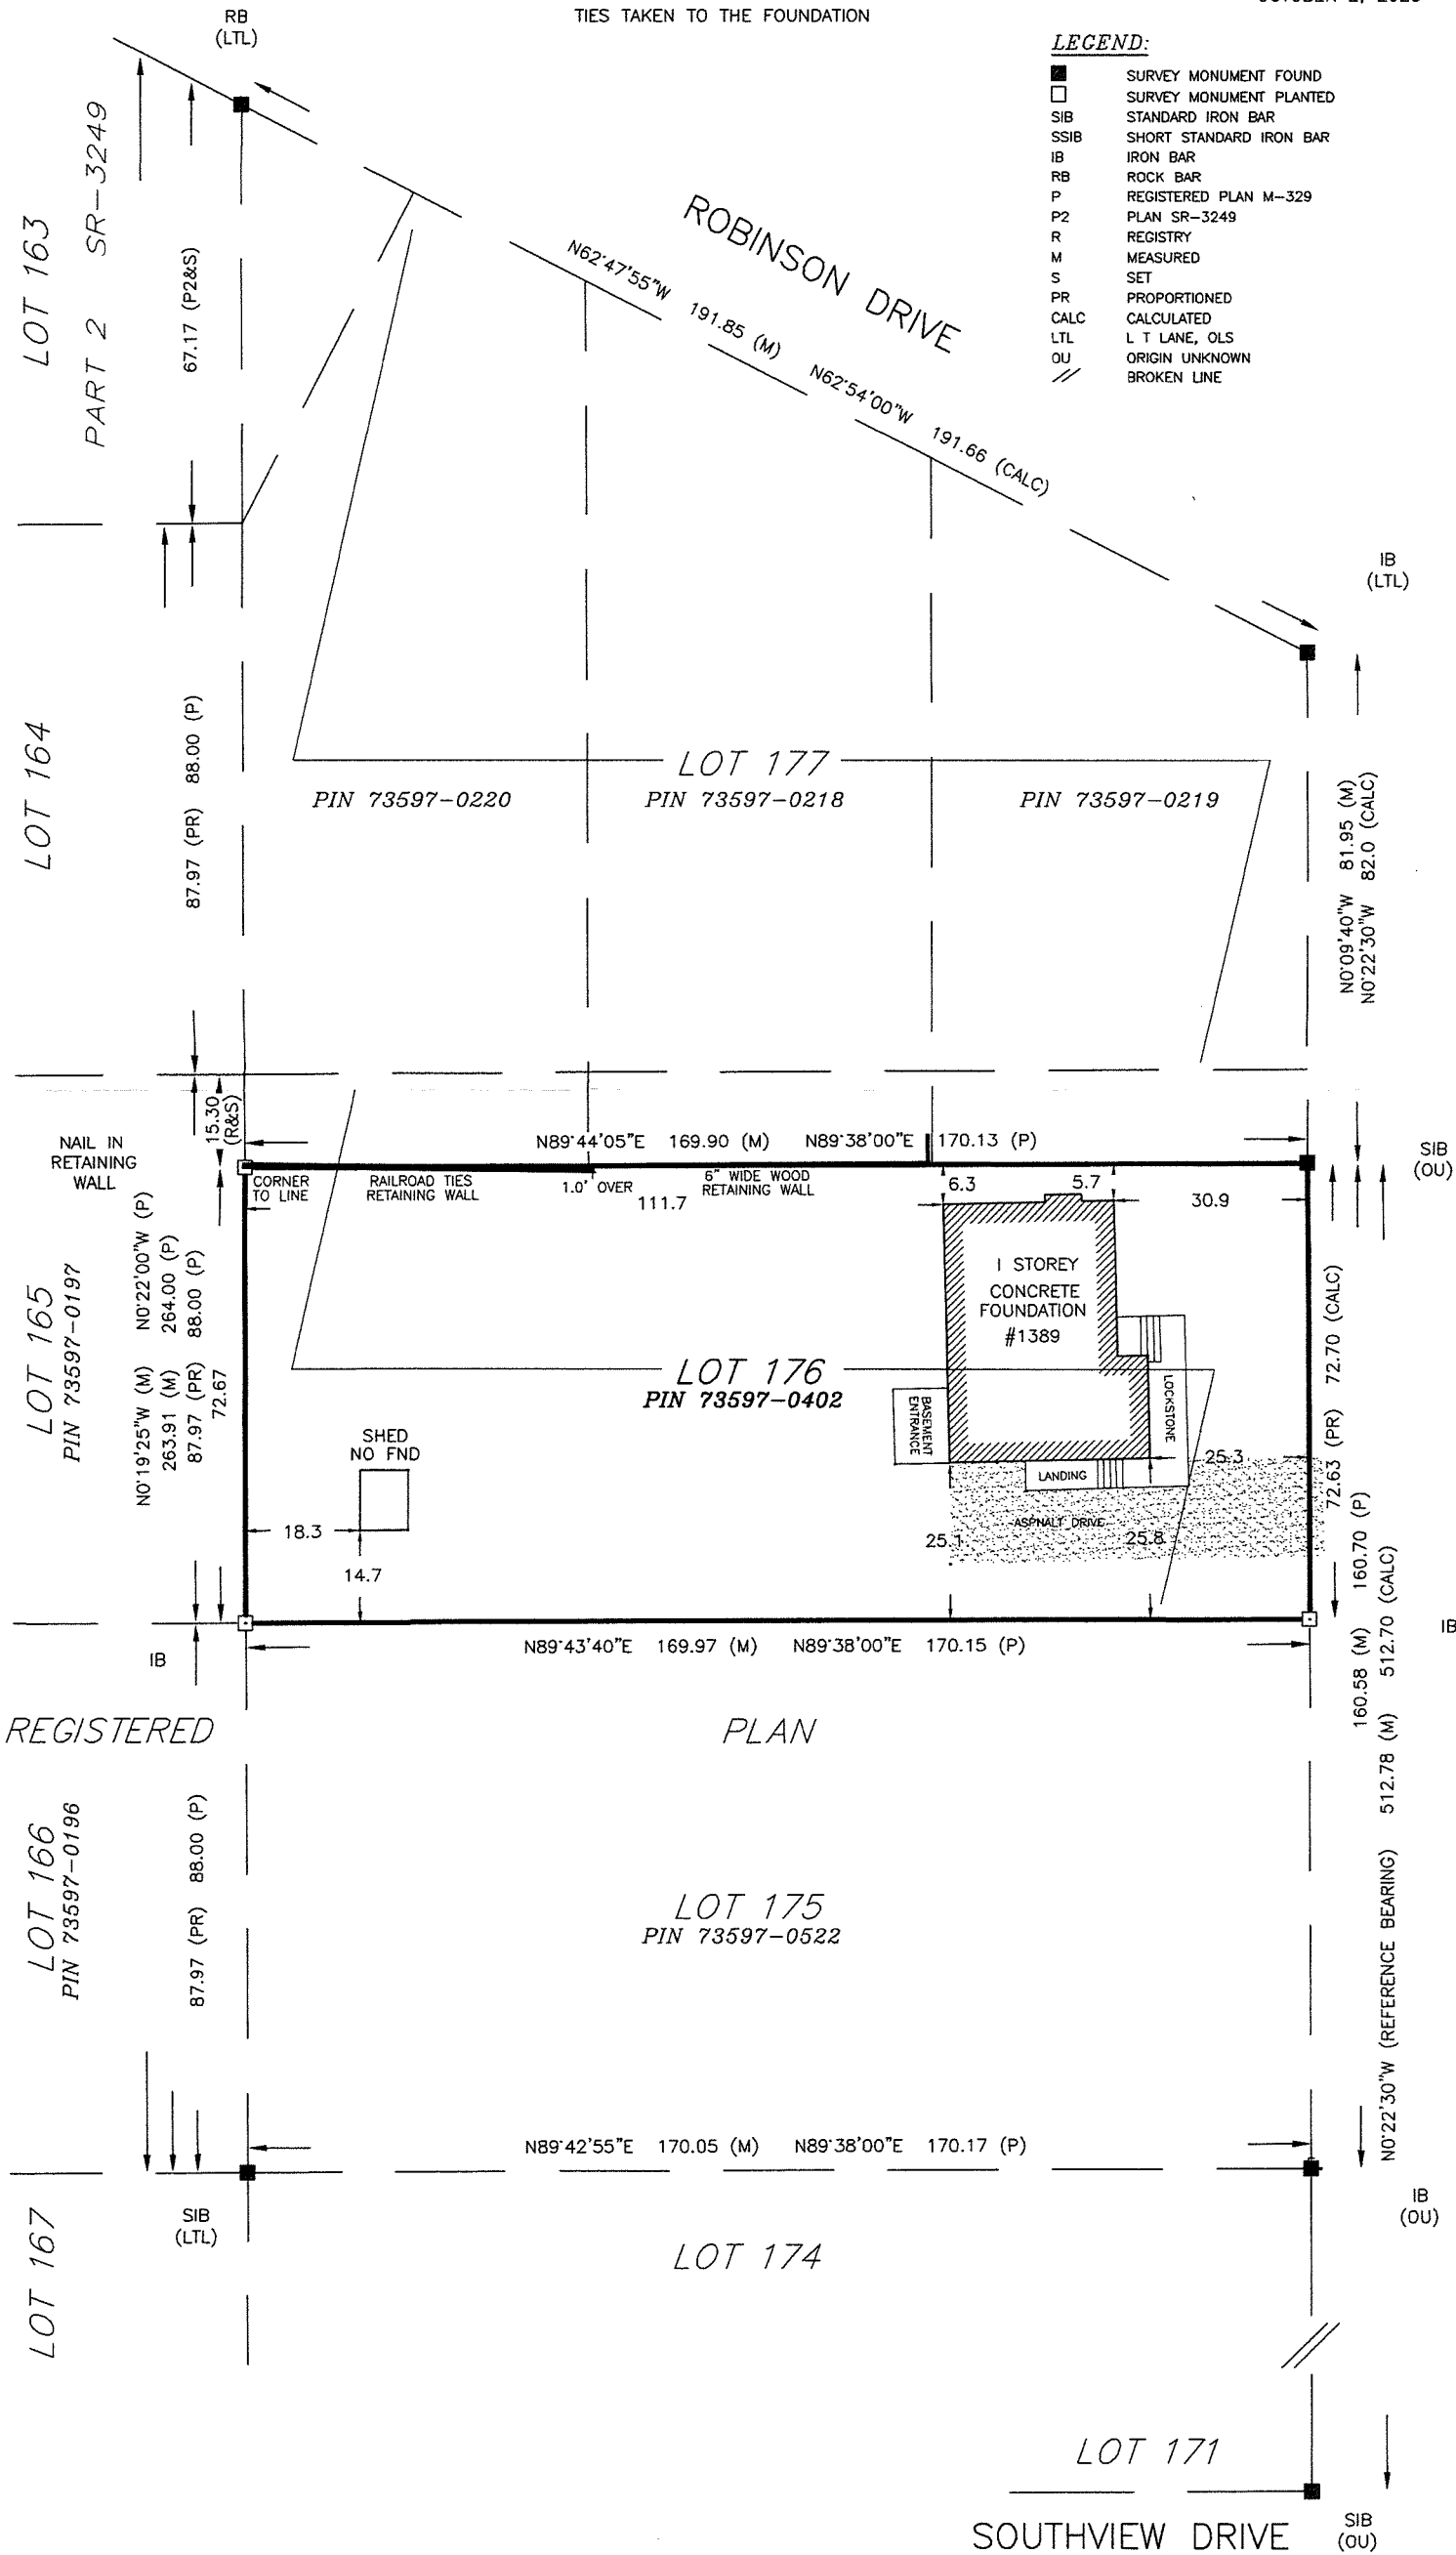 TIES TAKEN TO THE FOUNDATION
RB
(LTL)
LEGEND:
SURVEY MONUMENT FOUND
SURVEY MONUMENT PLANTED
SIB STANDARD IRON BAR
SSIB SHORT STANDARD IRON BAR
IB IRON BAR
RB ROCK BAR
P REGISTERED PLAN M-329
P2 PLAN SR-3249
R REGISTRY
M MEASURED
S SET
PR PROPORTIONED
CALC CALCULATED
LTL L T LANE, OLS
OU ORIGIN UNKNOWN
// BROKEN LINE
LOT 163
PART 2 SR-3249
67.17 (P2&S)
ROBINSON DRIVE
N62°47'55"W 191.85 (M)
N62°54'00"W 191.66 (CALC)
IB
(LTL)
LOT 164
87.97 (PR) 88.00 (P)
LOT 177
PIN 73597-0220
PIN 73597-0218
PIN 73597-0219
N0°09'40"W 81.95 (M)
N0°22'30"W 82.0 (CALC)
15.30
(R&S)
NAIL IN
RETAINING
WALL
N89°44'05"E 169.90 (M) N89°38'00"E 170.13 (P)
SIB
(OU)
CORNER
TO LINE
RAILROAD TIES
RETAINING WALL
1.0' OVER
6" WIDE WOOD
RETAINING WALL
111.7
6.3
5.7
30.9
LOT 165
PIN 73597-0197
N0°19'25"W (M) N0°22'00"W (P)
263.91 (M) 264.00 (P)
87.97 (PR) 88.00 (P)
72.67
1 STOREY
CONCRETE
FOUNDATION
#1389
LOT 176
PIN 73597-0402
BASEMENT
ENTRANCE
LOCKSTONE
LANDING
ASPHALT DRIVE
25.3
25.1
25.8
SHED
NO FND
18.3
14.7
72.63 (PR) 72.70 (CALC)
160.58 (M) 160.70 (P)
N0°22'30"W (REFERENCE BEARING) 512.78 (M) 512.70 (CALC)
IB
IB
N89°43'40"E 169.97 (M) N89°38'00"E 170.15 (P)
REGISTERED PLAN
LOT 166
PIN 73597-0196
87.97 (PR) 88.00 (P)
LOT 175
PIN 73597-0522
N89°42'55"E 170.05 (M) N89°38'00"E 170.17 (P)
SIB
(LTL)
IB
(OU)
LOT 167
LOT 174
LOT 171
SOUTHVIEW DRIVE
SIB
(OU)